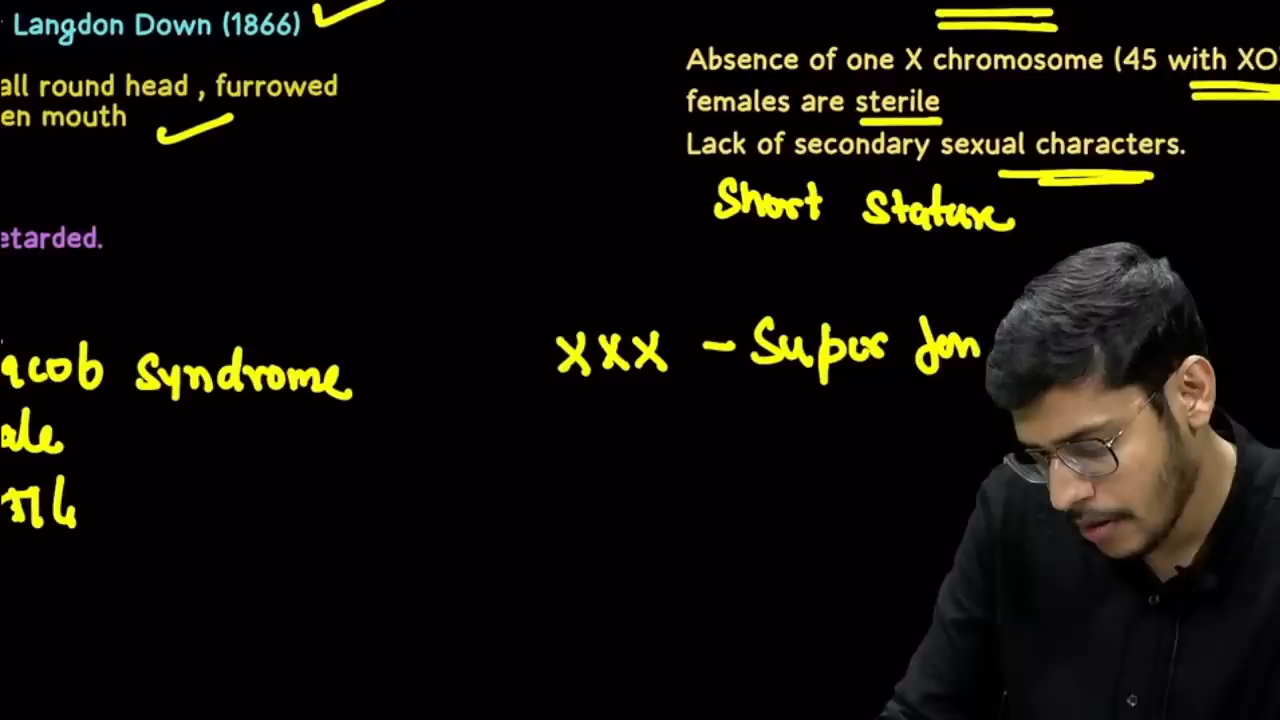 Langdon Down (1866)
all round head , furrowed
en mouth
etarded.
Absence of one X chromosome (45 with XO
females are sterile
Lack of secondary sexual characters.
Short Stature
acob Syndrome
ale
XXX - Super